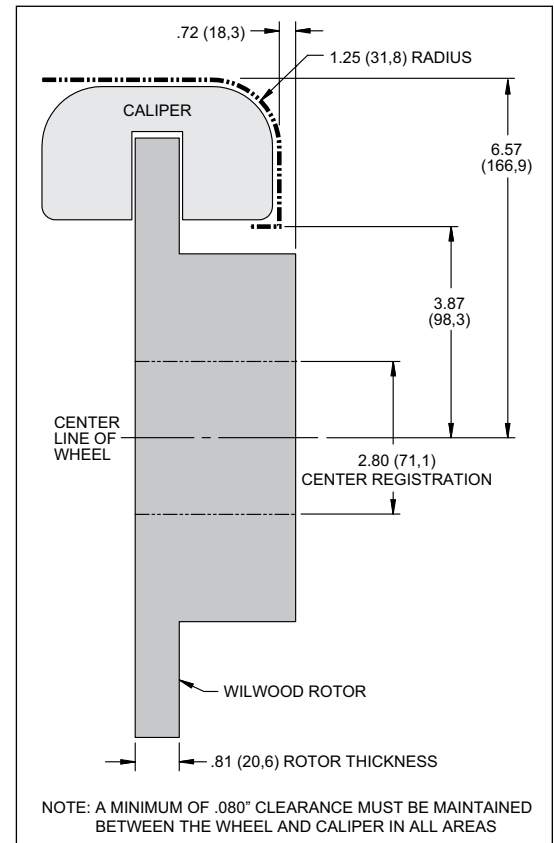 .72 (18,3)
1.25 (31,8) RADIUS
CALIPER
6.57
(166,9)
3.87
(98,3)
CENTER
LINE OF
WHEEL
2.80 (71,1)
CENTER REGISTRATION
WILWOOD ROTOR
.81 (20,6) ROTOR THICKNESS
NOTE: A MINIMUM OF .080" CLEARANCE MUST BE MAINTAINED
BETWEEN THE WHEEL AND CALIPER IN ALL AREAS